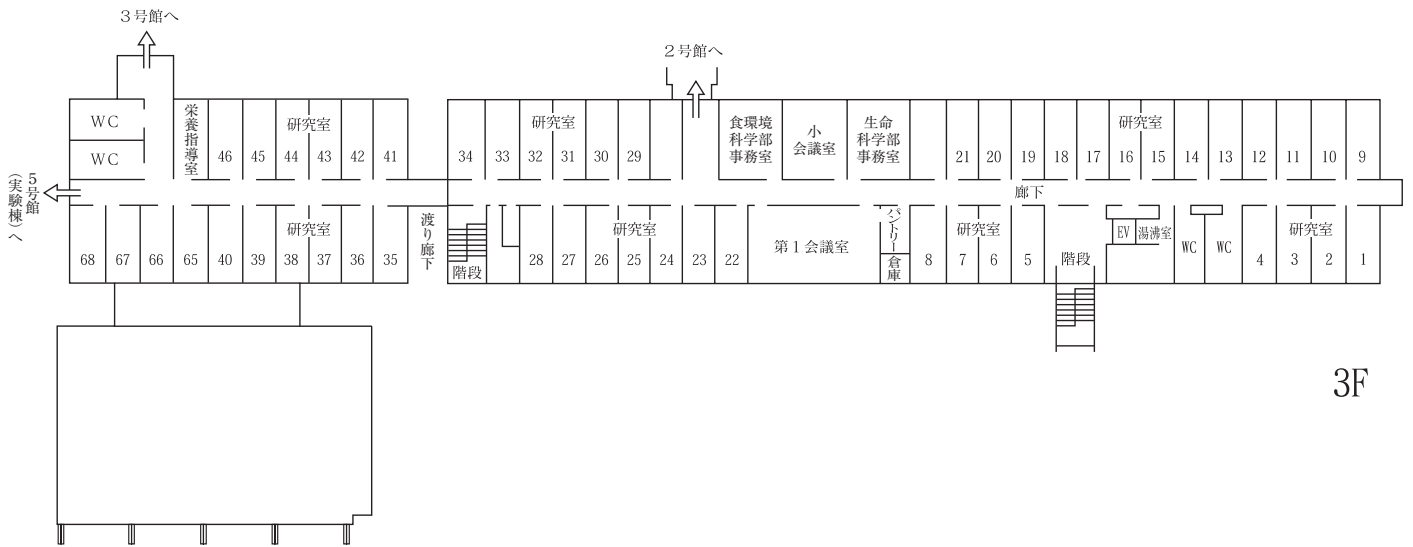 3号館へ
2号館へ
WC
WC
栄養指導室
46
45
研究室
44
43
42
41
34
33
研究室
32
31
30
29
食環境
科学部
事務室
小
会議室
生命
科学部
事務室
21
20
19
18
17
研究室
16
15
14
13
12
11
10
9
5号館
(実験棟)へ
廊下
68
67
66
65
40
39
研究室
38
37
36
35
渡り廊下
階段
28
27
26
研究室
25
24
23
22
第1会議室
パントリー
倉庫
8
研究室
7
6
5
階段
EV
湯沸室
WC
WC
4
研究室
3
2
1
3F